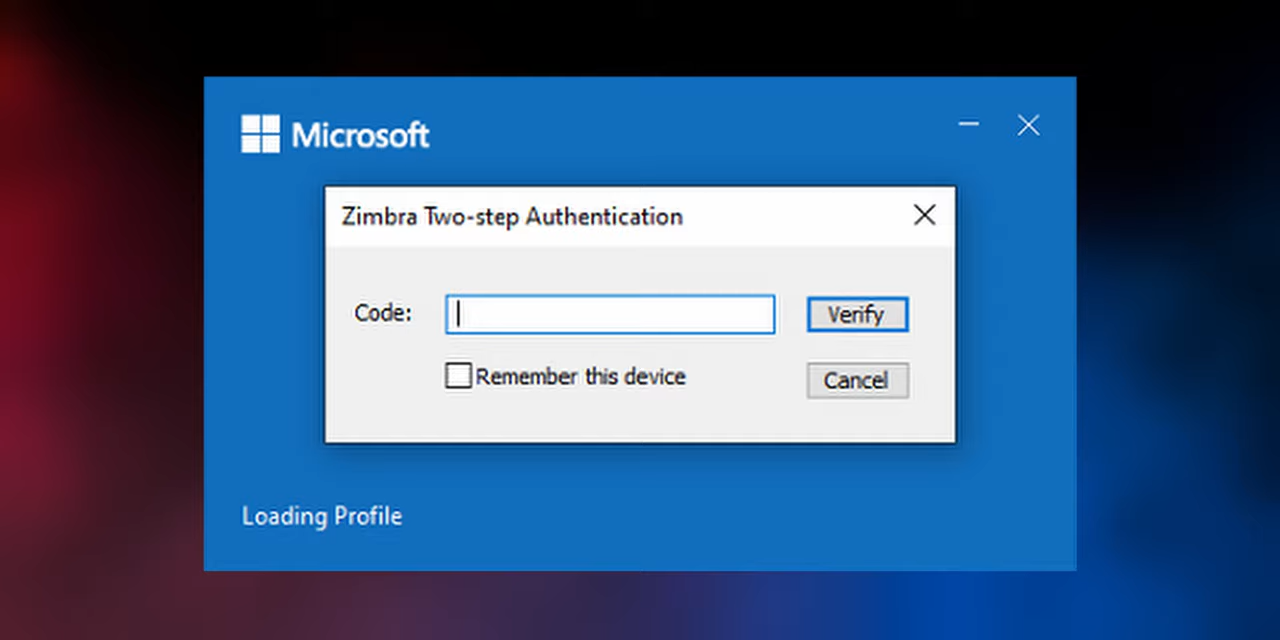 Microsoft
Zimbra Two-step Authentication
Code:
Verify
Remember this device
Cancel
Loading Profile